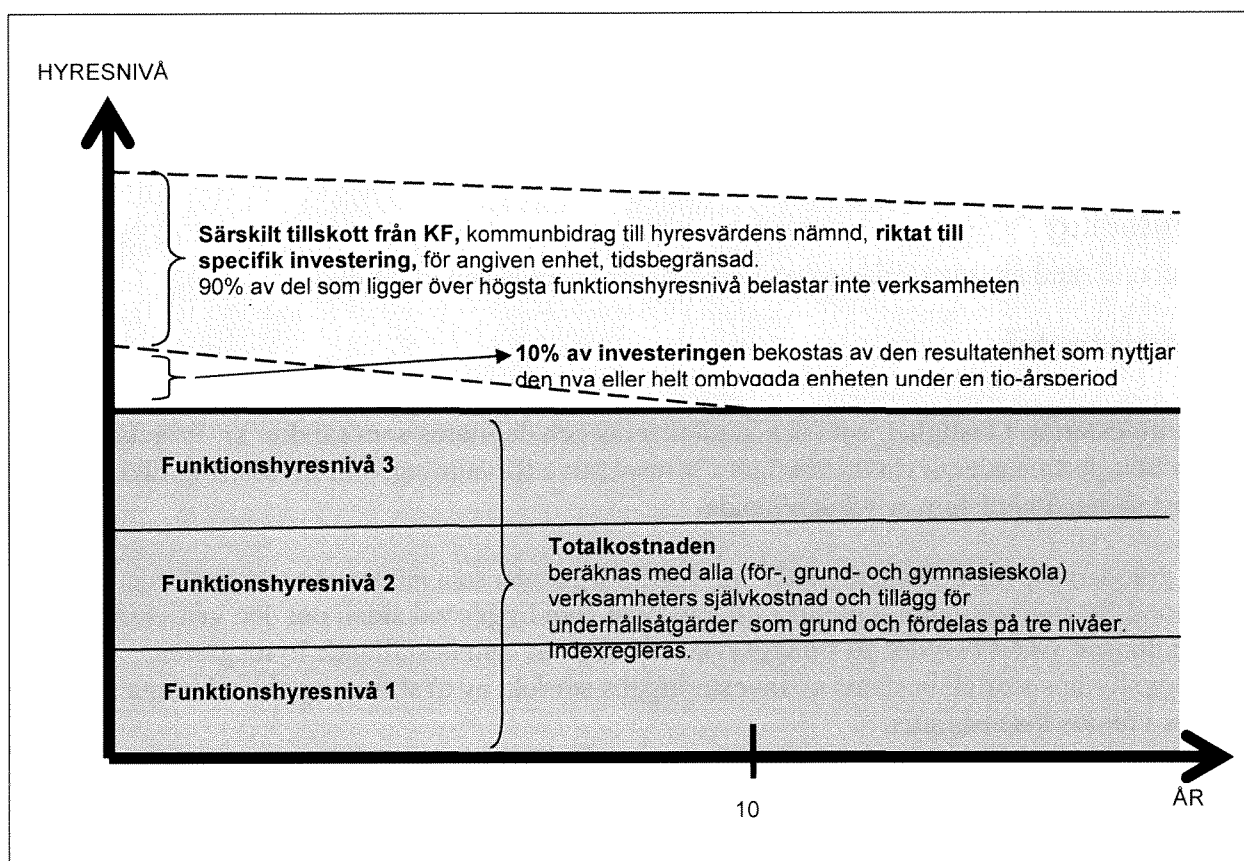 HYRESNIVÅ
Särskilt tillskott från KF, kommunbidrag till hyresvärdens nämnd, riktat till
specifik investering, för angiven enhet, tidsbegränsad.
90% av del som ligger över högsta funktionshyresnivå belastar inte verksamheten
10% av investeringen bekostas av den resultatenhet som nyttjar
den nya eller helt ombyggda enheten under en tio-årsperiod
Funktionshyresnivå 3
Funktionshyresnivå 2
Funktionshyresnivå 1
Totalkostnaden
beräknas med alla (för-, grund- och gymnasieskola)
verksamheters självkostnad och tillägg för
underhållsåtgärder som grund och fördelas på tre nivåer.
Indexregleras.
10
ÅR